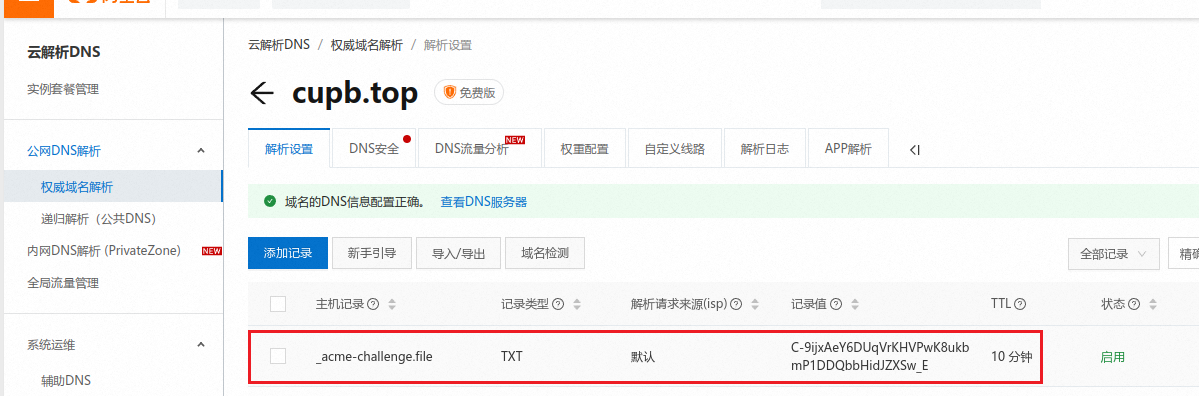 云解析DNS
云解析DNS / 权威域名解析 / 解析设置
实例套餐管理
cupb.top 免费版
公网DNS解析
解析设置 DNS安全 DNS流量分析 NEW 权重配置 自定义线路 解析日志 APP解析
权威域名解析
域名的DNS信息配置正确。 查看DNS服务器
递归解析（公共DNS）
内网DNS解析 (PrivateZone) NEW
添加记录 新手引导 导入/导出 域名检测 全部记录 精确
全局流量管理
主机记录 记录类型 解析请求来源(isp) 记录值 TTL 状态
系统运维
_acme-challenge.file TXT 默认 C-9ijxAeY6DUqVrKHVPwK8ukb 10 分钟 启用
mP1DDQbbHidJZXSw_E
辅助DNS